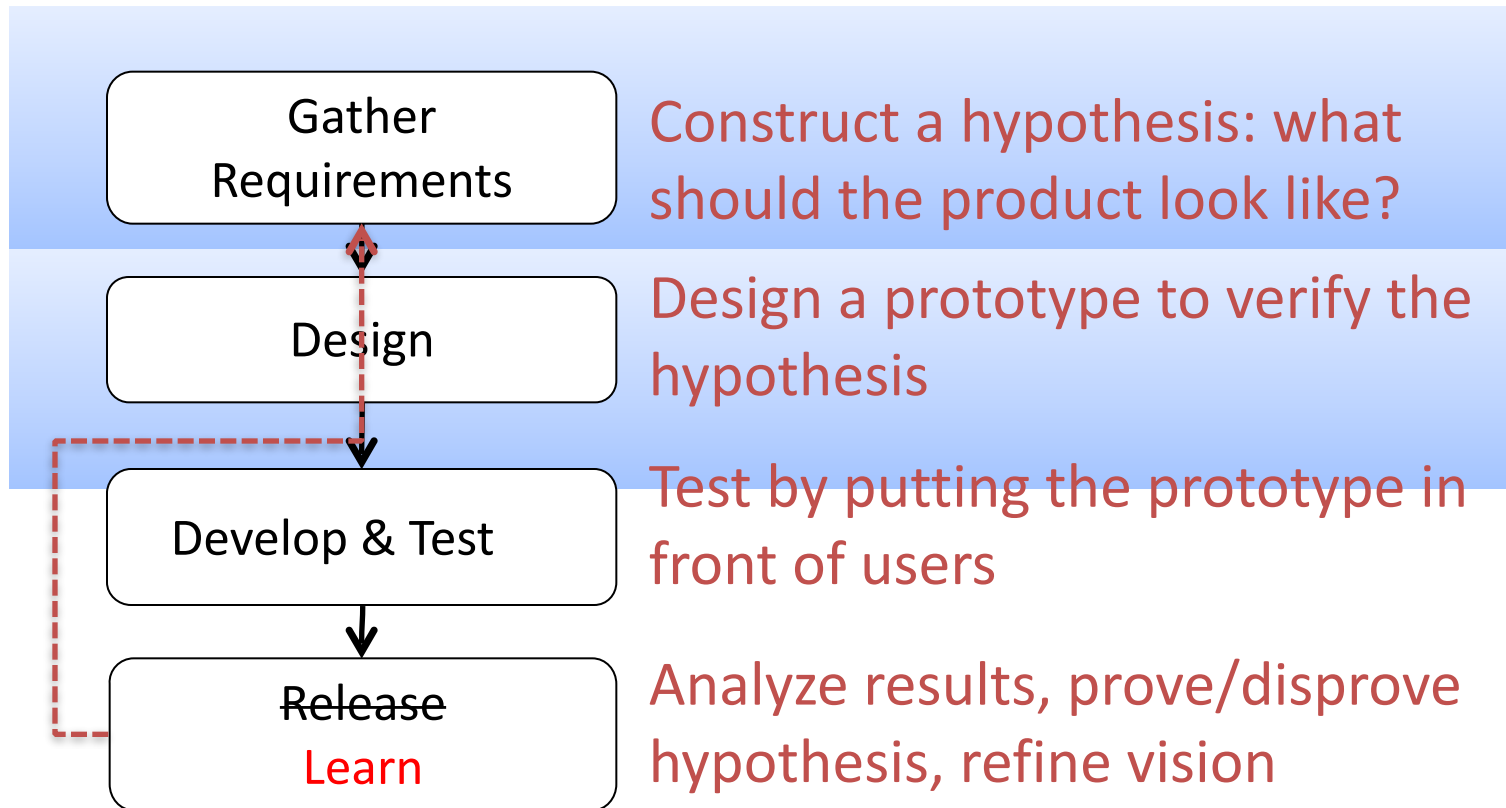 Gather
Requirements
Construct a hypothesis: what
should the product look like?
Design
Design a prototype to verify the
hypothesis
Develop & Test
Test by putting the prototype in
front of users
Release
Learn
Analyze results, prove/disprove
hypothesis, refine vision